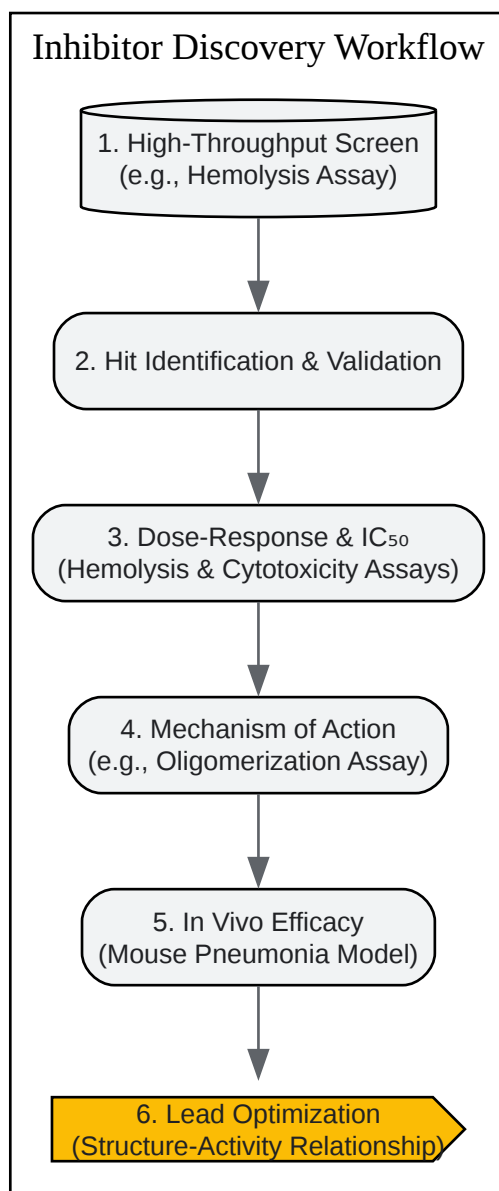 Inhibitor Discovery Workflow
1. High-Throughput Screen
(e.g., Hemolysis Assay)
2. Hit Identification & Validation
3. Dose-Response & IC₅₀
(Hemolysis & Cytotoxicity Assays)
4. Mechanism of Action
(e.g., Oligomerization Assay)
5. In Vivo Efficacy
(Mouse Pneumonia Model)
6. Lead Optimization
(Structure-Activity Relationship)